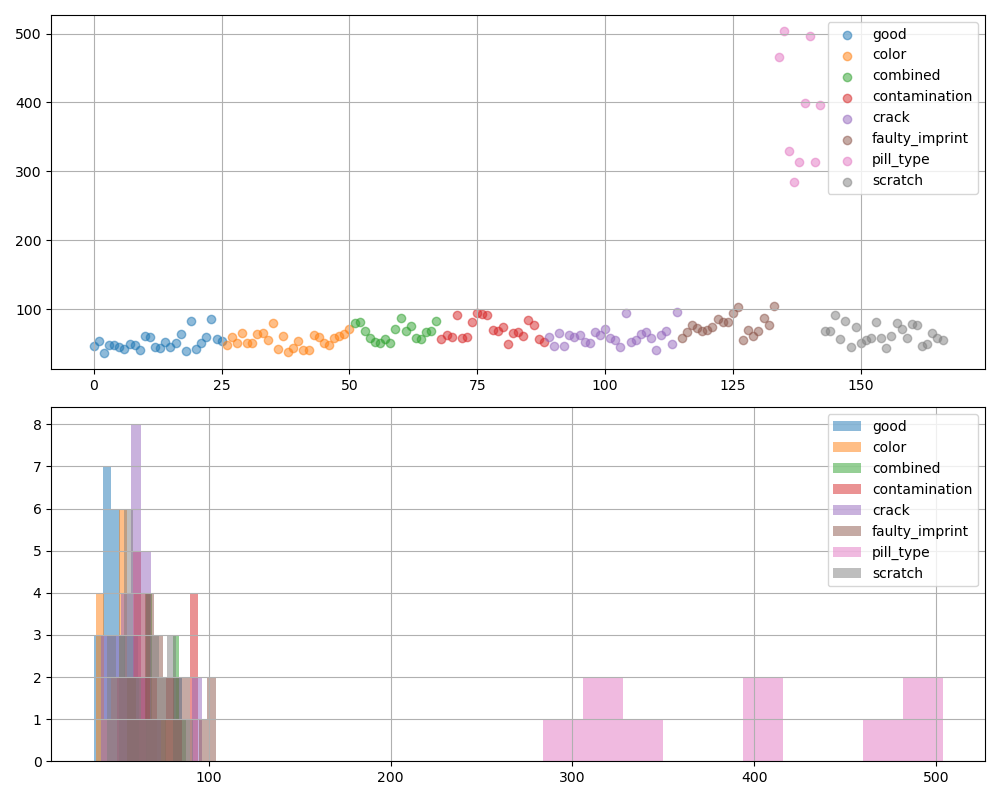 500
400
300
200
100
0 25 50 75 100 125 150
good
color
combined
contamination
crack
faulty_imprint
pill_type
scratch
8
7
6
5
4
3
2
1
0
100 200 300 400 500
good
color
combined
contamination
crack
faulty_imprint
pill_type
scratch